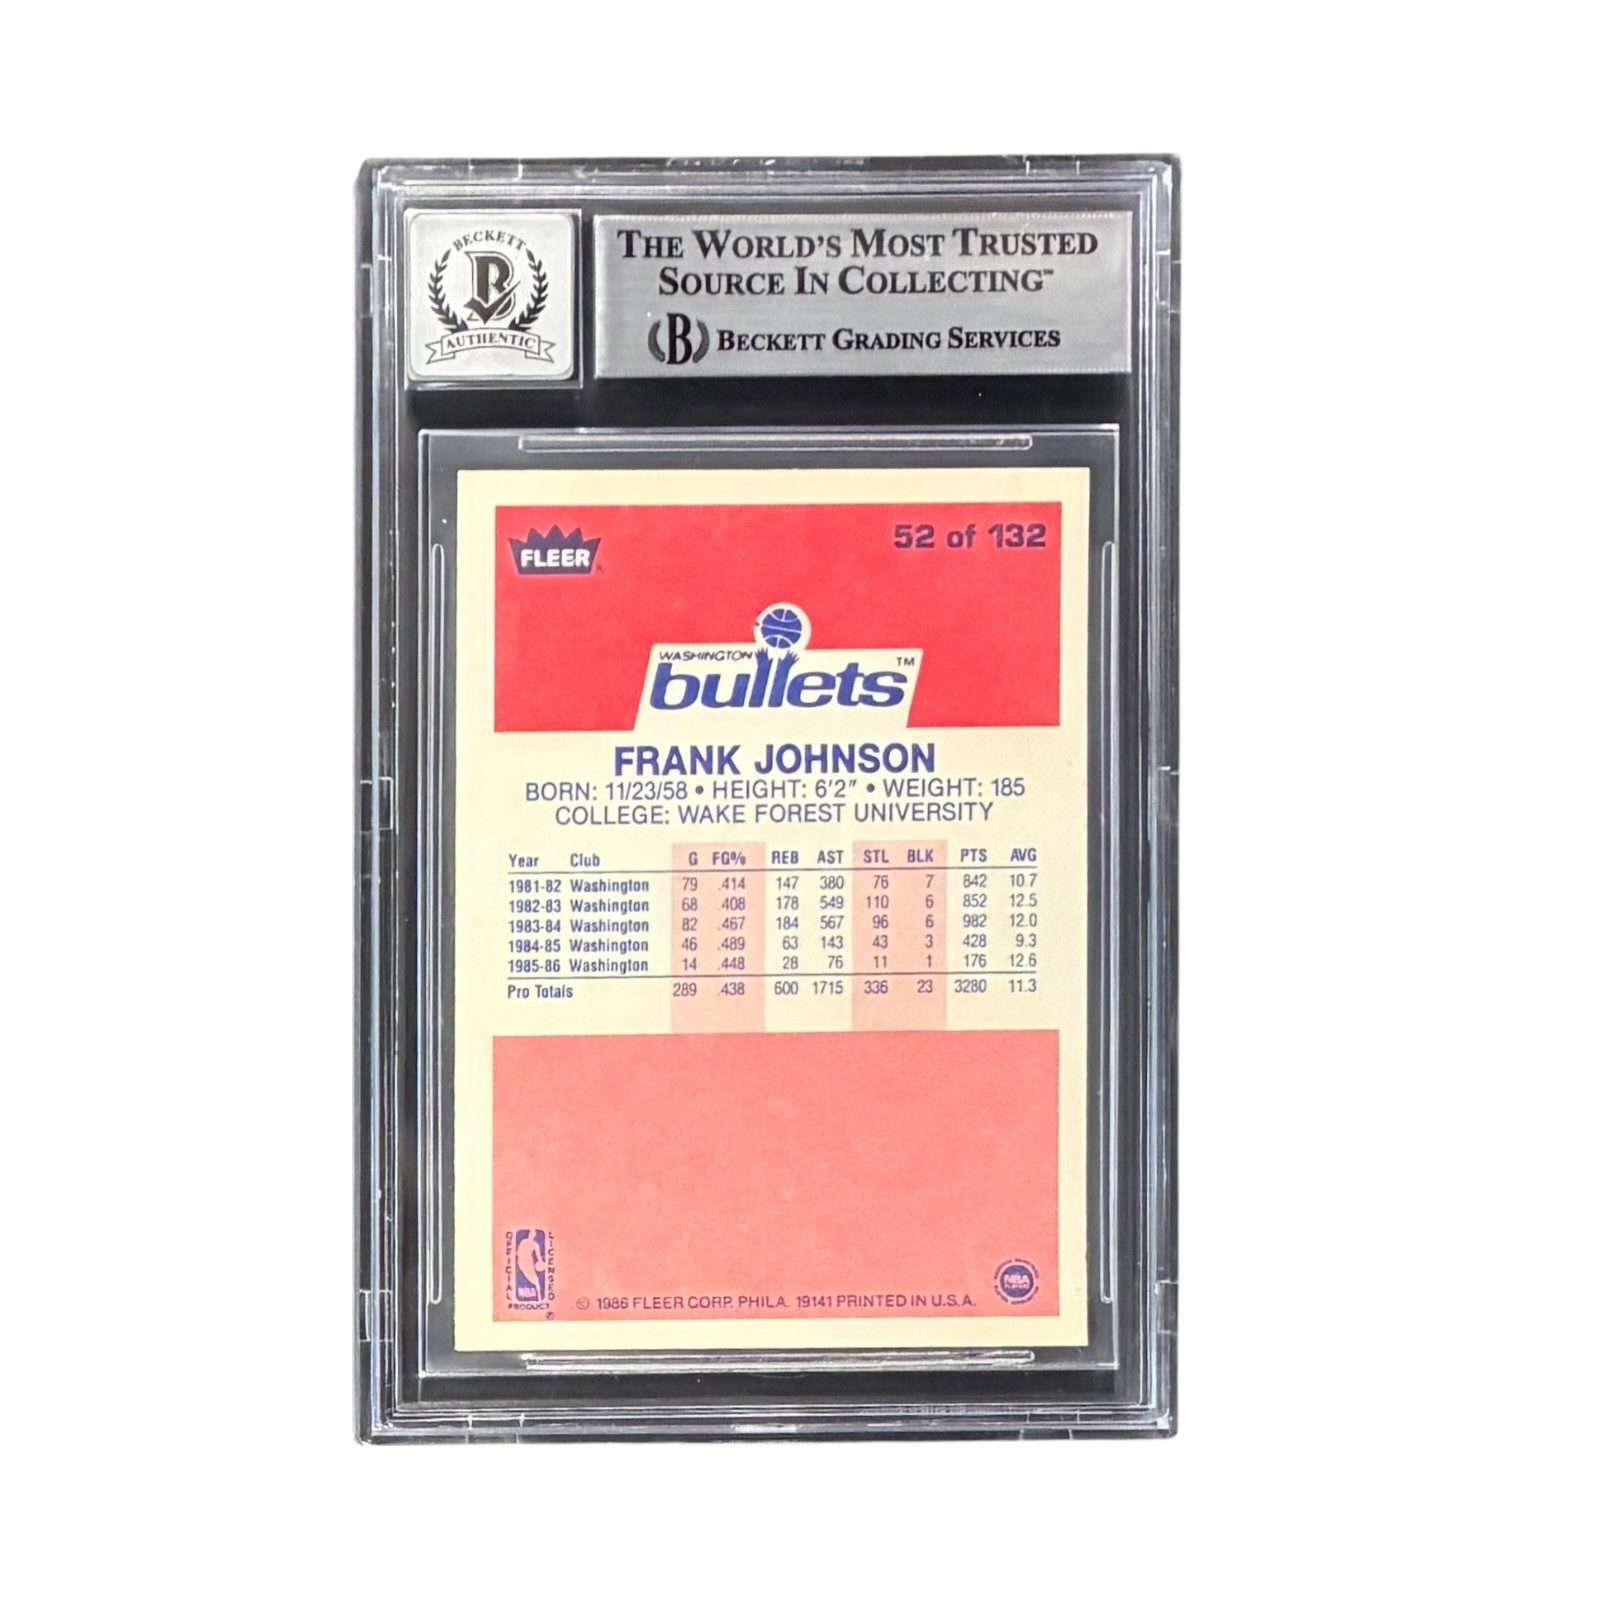 BECKETT
B
AUTHENTIC
THE WORLD'S MOST TRUSTED
SOURCE IN COLLECTING™
B BECKETT GRADING SERVICES
FLEER
52 of 132
WASHINGTON
bullets™
FRANK JOHNSON
BORN: 11/23/58 • HEIGHT: 6'2" • WEIGHT: 185
COLLEGE: WAKE FOREST UNIVERSITY
Year Club G FG% REB AST STL BLK PTS AVG
1981-82 Washington 79 .414 147 380 76 7 842 10.7
1982-83 Washington 68 .408 178 549 110 6 852 12.5
1983-84 Washington 82 .467 184 567 96 6 982 12.0
1984-85 Washington 46 .489 63 143 43 3 428 9.3
1985-86 Washington 14 .448 28 76 11 1 176 12.6
Pro Totals 289 .438 600 1715 336 23 3280 11.3
OFFICIAL LICENSED
NBA
PRODUCT
© 1986 FLEER CORP. PHILA. 19141 PRINTED IN U.S.A.
NBA
PLAYERS